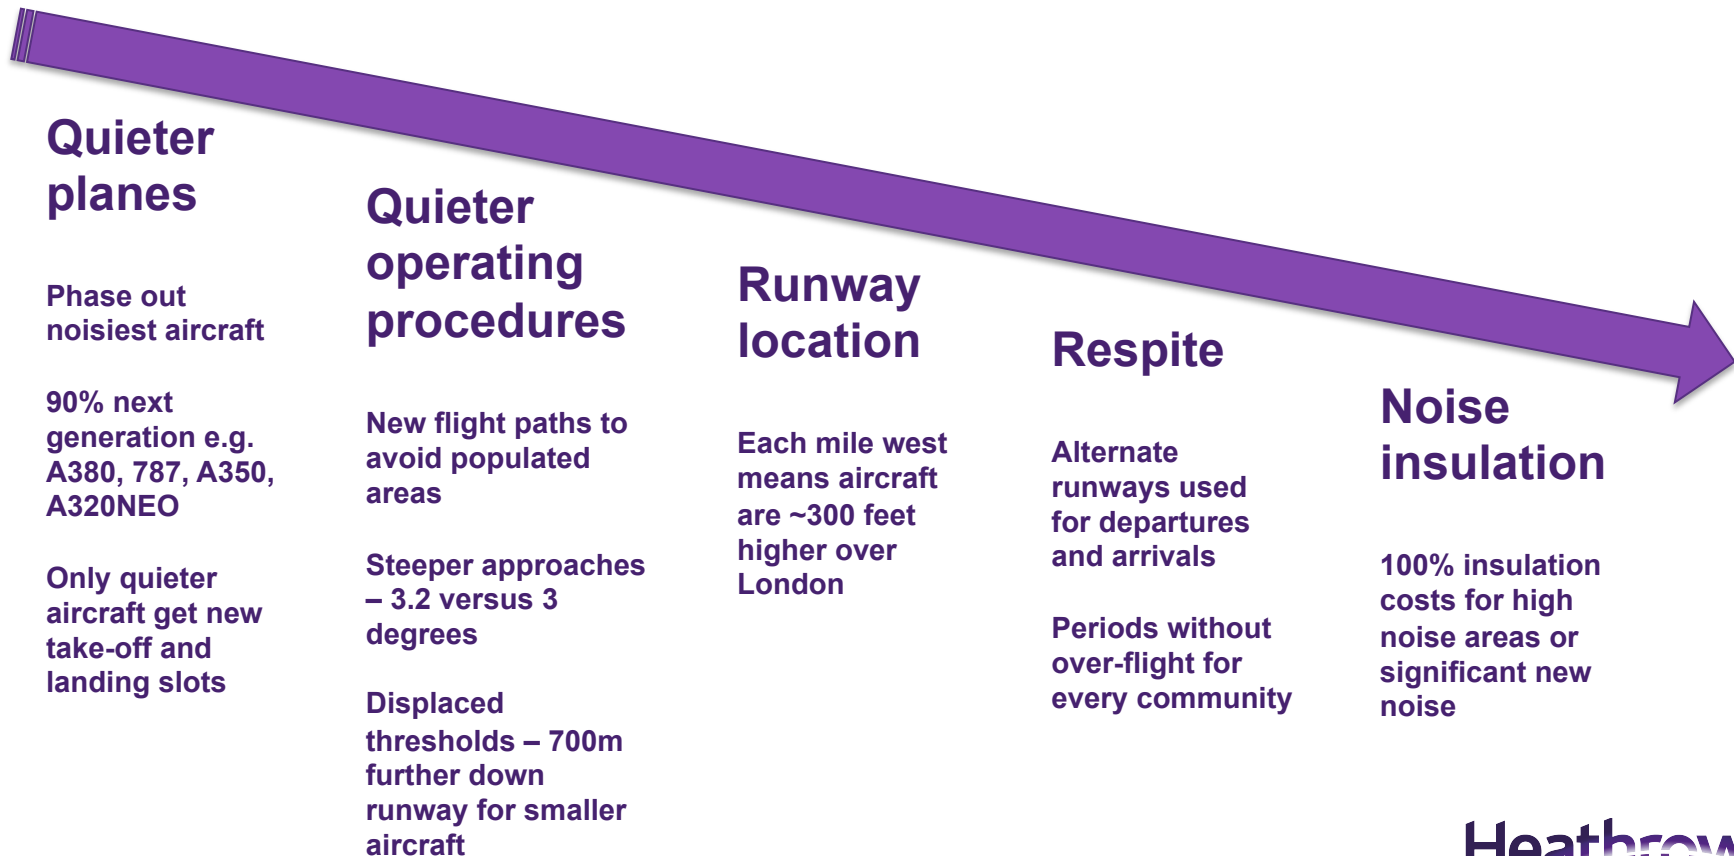 Quieter
planes
Phase out
noisiest aircraft
90% next
generation e.g.
A380, 787, A350,
A320NEO
Only quieter
aircraft get new
take-off and
landing slots
Quieter
operating
procedures
New flight paths to
avoid populated
areas
Steeper approaches
– 3.2 versus 3
degrees
Displaced
thresholds – 700m
further down
runway for smaller
aircraft
Runway
location
Each mile west
means aircraft
are ~300 feet
higher over
London
Respite
Alternate
runways used
for departures
and arrivals
Periods without
over-flight for
every community
Noise
insulation
100% insulation
costs for high
noise areas or
significant new
noise
Heathrow